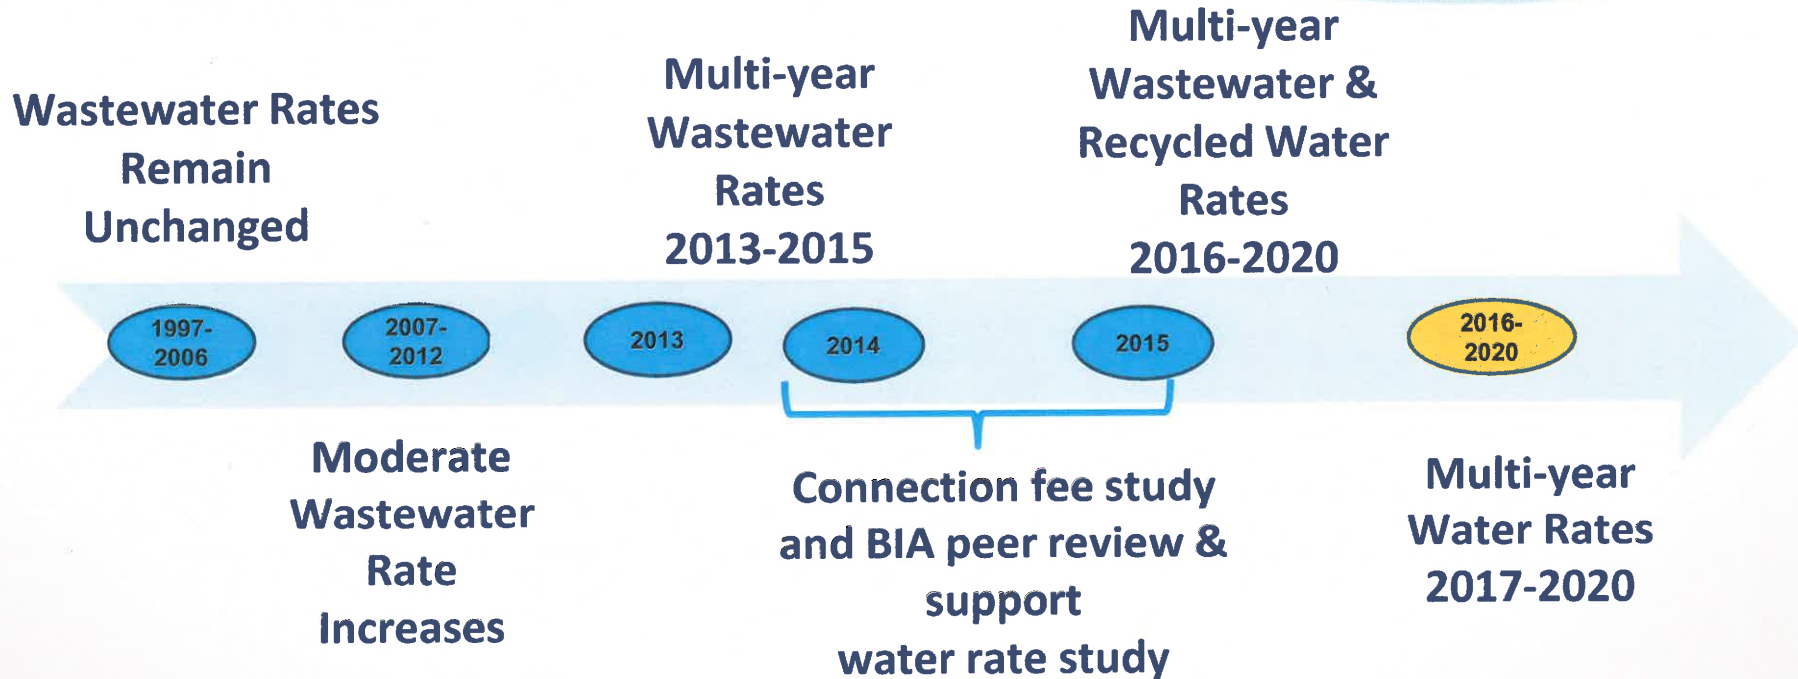 Wastewater Rates
Remain
Unchanged
Multi-year
Wastewater
Rates
2013-2015
Multi-year
Wastewater &
Recycled Water
Rates
2016-2020
1997-
2006
2007-
2012
2013
2014
2015
2016-
2020
Moderate
Wastewater
Rate
Increases
Connection fee study
and BIA peer review &
support
water rate study
Multi-year
Water Rates
2017-2020